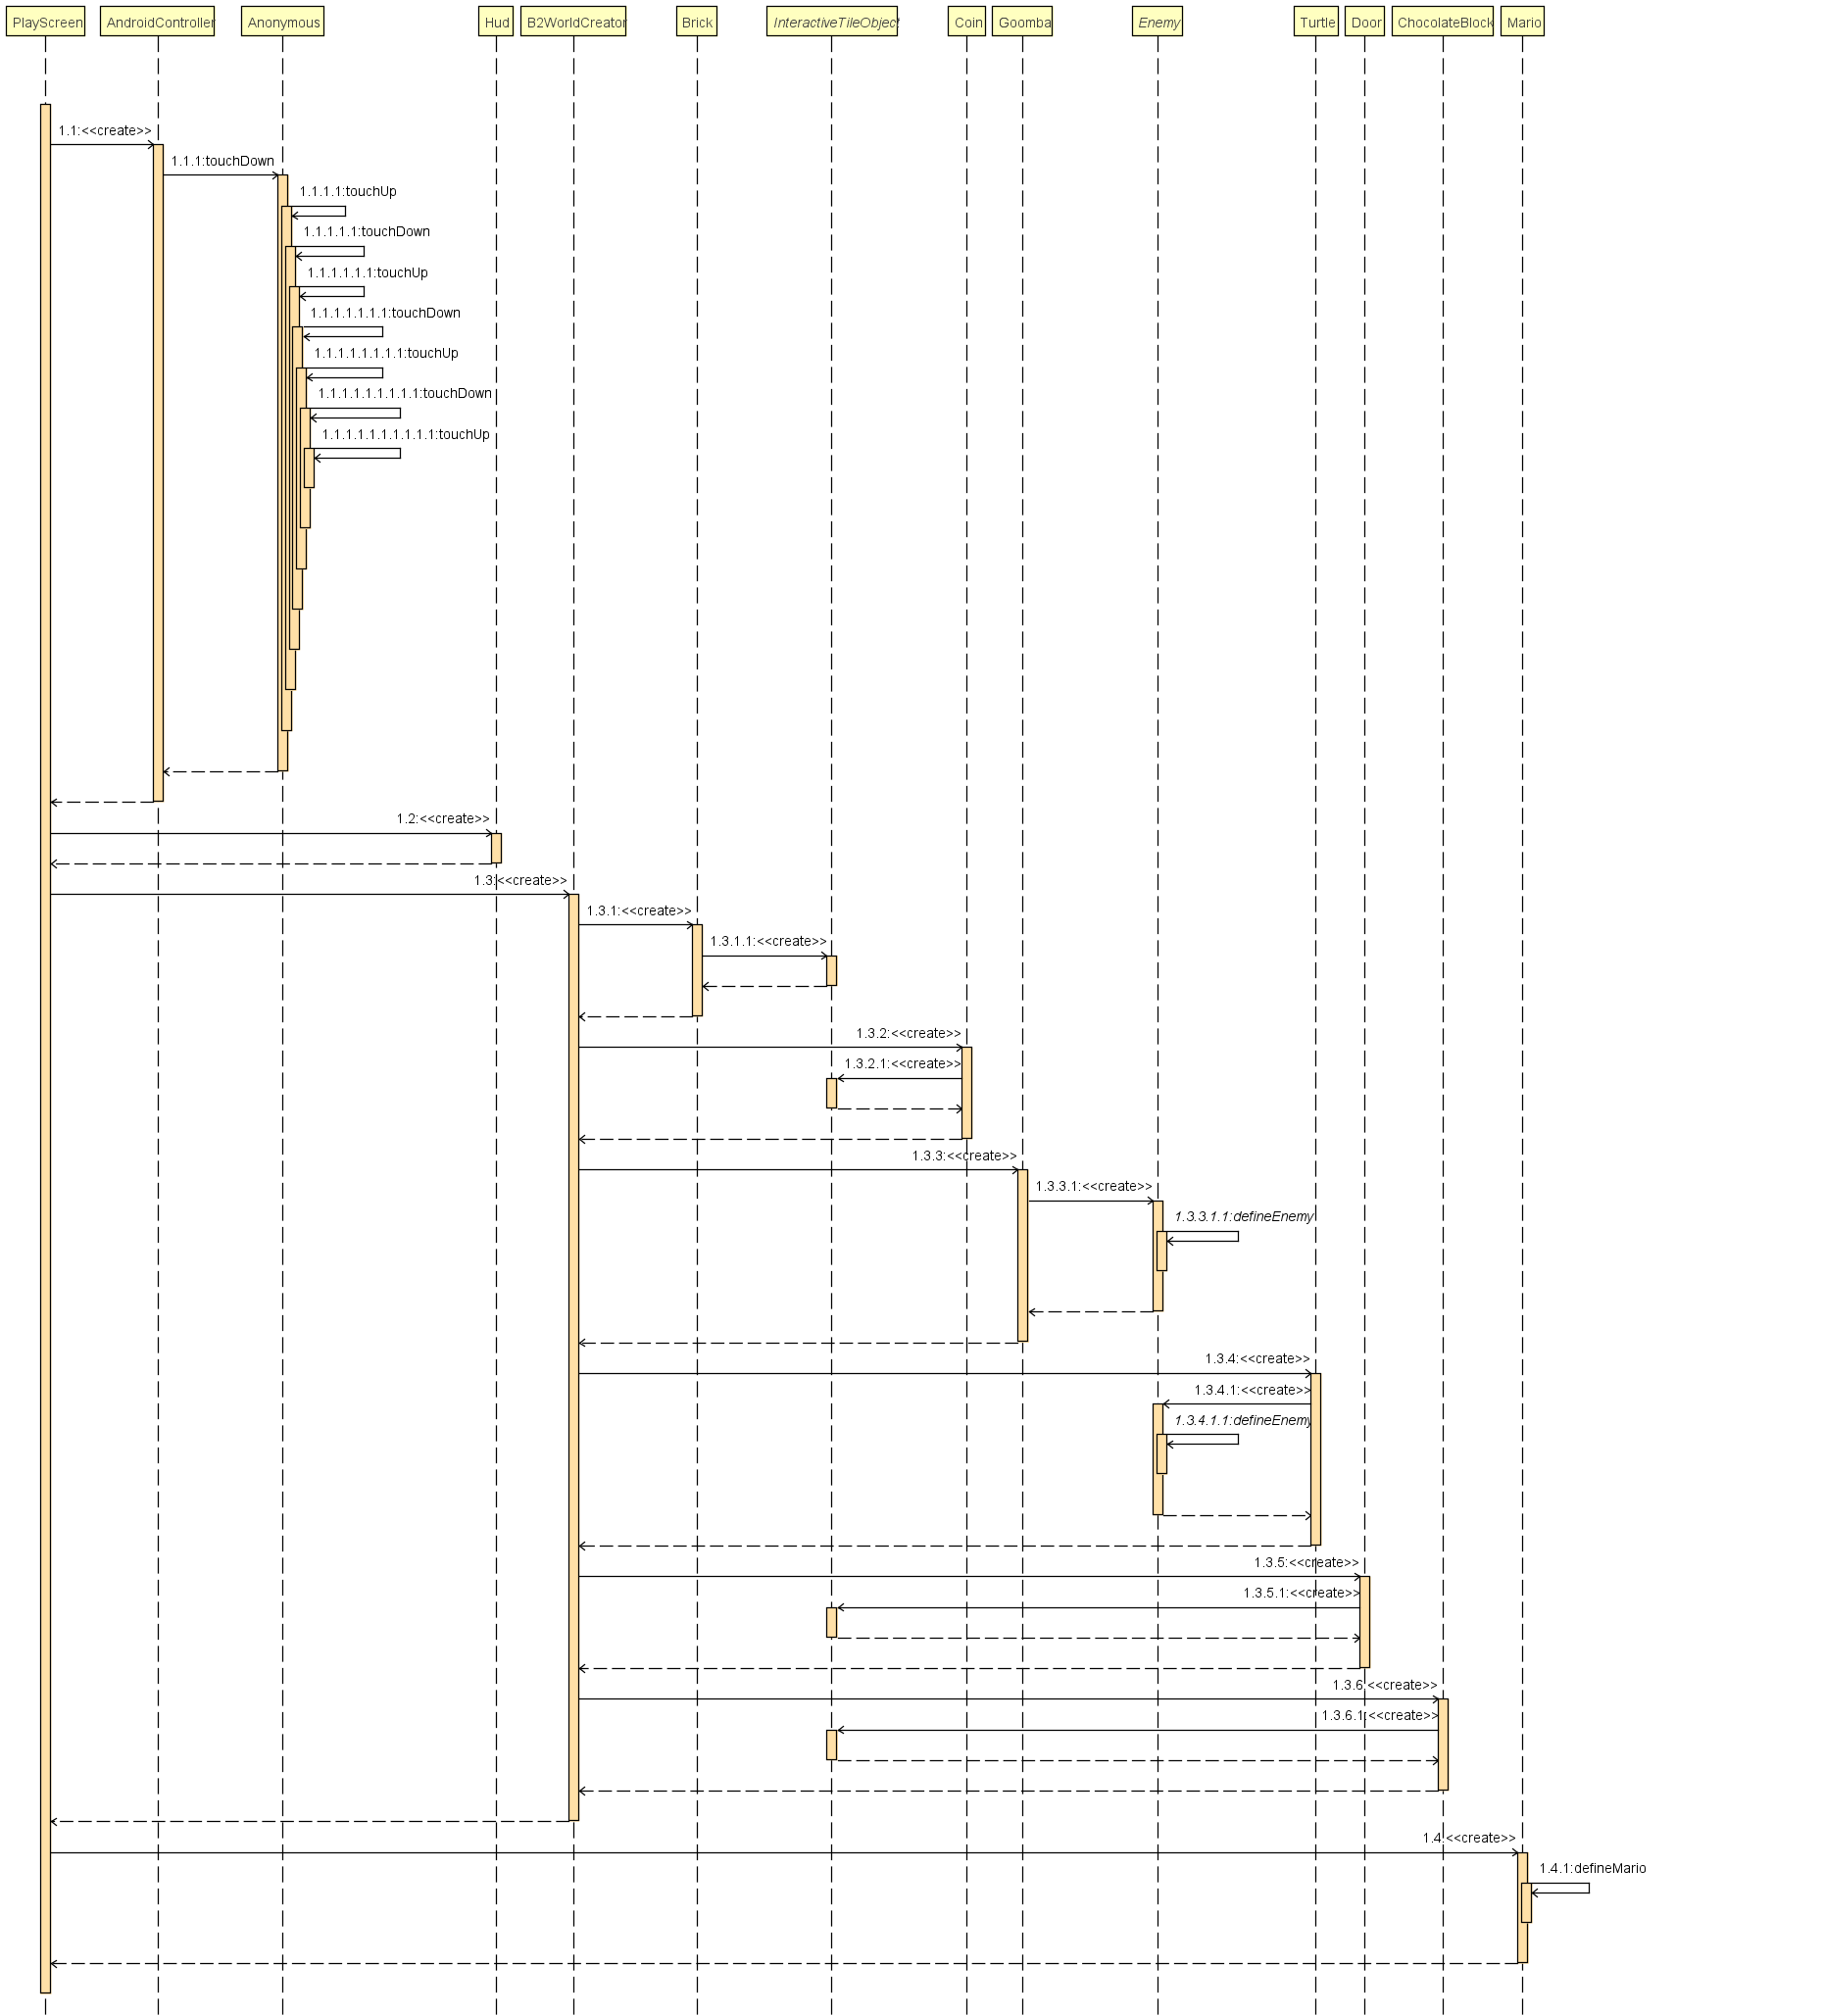 PlayScreen AndroidController Anonymous Hud B2WorldCreator Brick InteractiveTileObject Coin Goomba Enemy Turtle Door ChocolateBlock Mario
1.1:<<create>>
1.1.1:touchDown
1.1.1.1:touchUp
1.1.1.1.1:touchDown
1.1.1.1.1.1:touchUp
1.1.1.1.1.1.1:touchDown
1.1.1.1.1.1.1.1:touchUp
1.1.1.1.1.1.1.1.1:touchDown
1.1.1.1.1.1.1.1.1.1:touchUp
1.2:<<create>>
1.3:<<create>>
1.3.1:<<create>>
1.3.1.1:<<create>>
1.3.2:<<create>>
1.3.2.1:<<create>>
1.3.3:<<create>>
1.3.3.1:<<create>>
1.3.3.1.1:defineEnemy
1.3.4:<<create>>
1.3.4.1:<<create>>
1.3.4.1.1:defineEnemy
1.3.5:<<create>>
1.3.5.1:<<create>>
1.3.6:<<create>>
1.3.6.1:<<create>>
1.4:<<create>>
1.4.1:defineMario